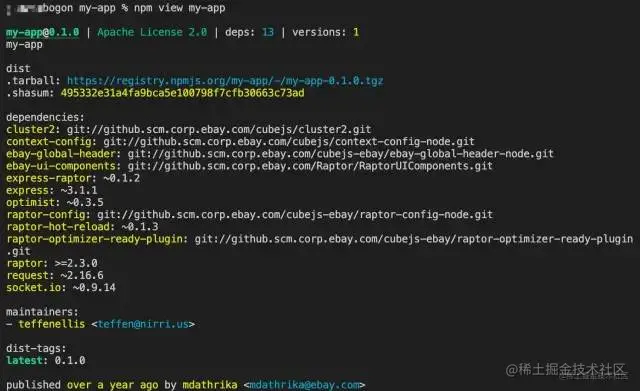 bogon my-app % npm view my-app
my-app@0.1.0 | Apache License 2.0 | deps: 13 | versions: 1
my-app
dist
.tarball: https://registry.npmjs.org/my-app/-/my-app-0.1.0.tgz
.shasum: 495332e31a4fa9bca5e100798f7cfb30663c73ad
dependencies:
cluster2: git://github.scm.corp.ebay.com/cubejs/cluster2.git
context-config: git://github.scm.corp.ebay.com/cubejs/context-config-node.git
ebay-global-header: git://github.scm.corp.ebay.com/cubejs-ebay/ebay-global-header-node.git
ebay-ui-components: git://github.scm.corp.ebay.com/Raptor/RaptorUIComponents.git
express-raptor: ~0.1.2
express: ~3.1.1
optimist: ~0.3.5
raptor-config: git://github.scm.corp.ebay.com/cubejs-ebay/raptor-config-node.git
raptor-hot-reload: ~0.1.3
raptor-optimizer-ready-plugin: git://github.scm.corp.ebay.com/cubejs-ebay/raptor-optimizer-ready-plugin
.git
raptor: >=2.3.0
request: ~2.16.6
socket.io: ~0.9.14
maintainers:
- teffenellis <teffen@nirri.us>
dist-tags:
latest: 0.1.0
published over a year ago by mdathrika <mdathrika@ebay.com>
@稀土掘金技术社区